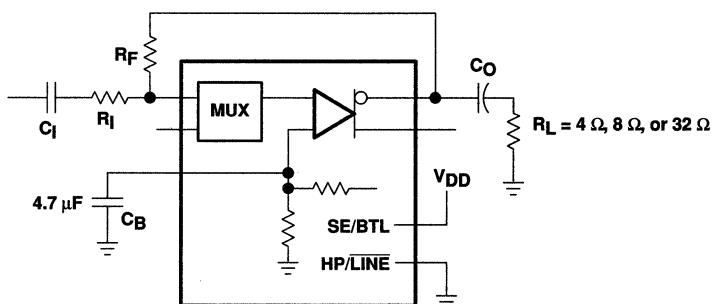 RF
CO
CI
RI
MUX
RL = 4 Ω, 8 Ω, or 32 Ω
VDD
4.7 μF
CB
SE/BTL
HP/LINE